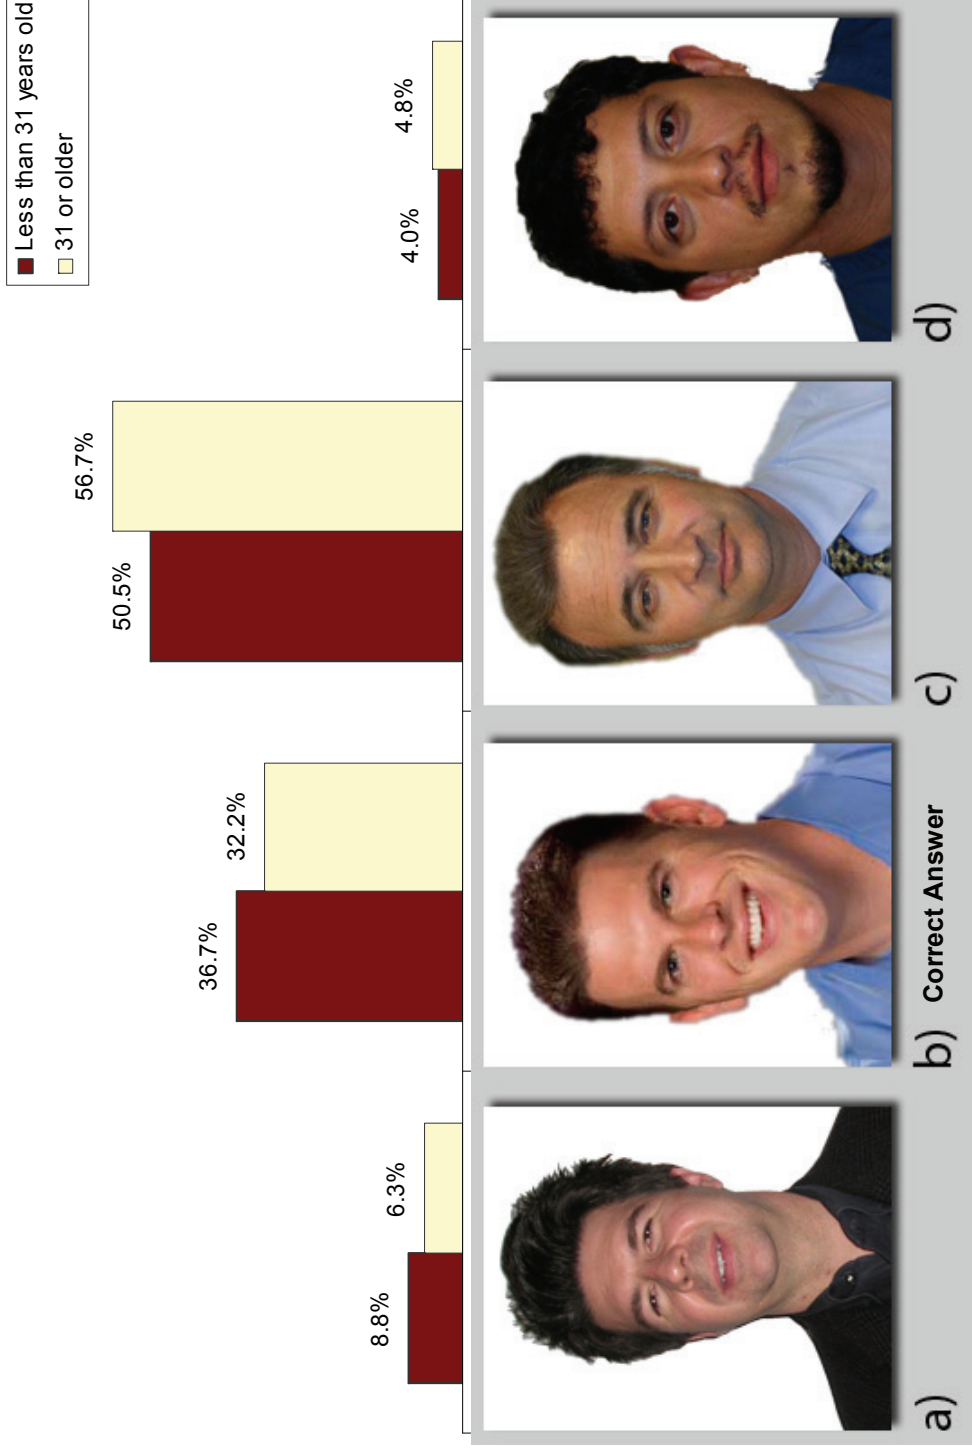 Less than 31 years old
31 or older
8.8%
6.3%
36.7%
32.2%
50.5%
56.7%
4.0%
4.8%
a)
b) Correct Answer
c)
d)